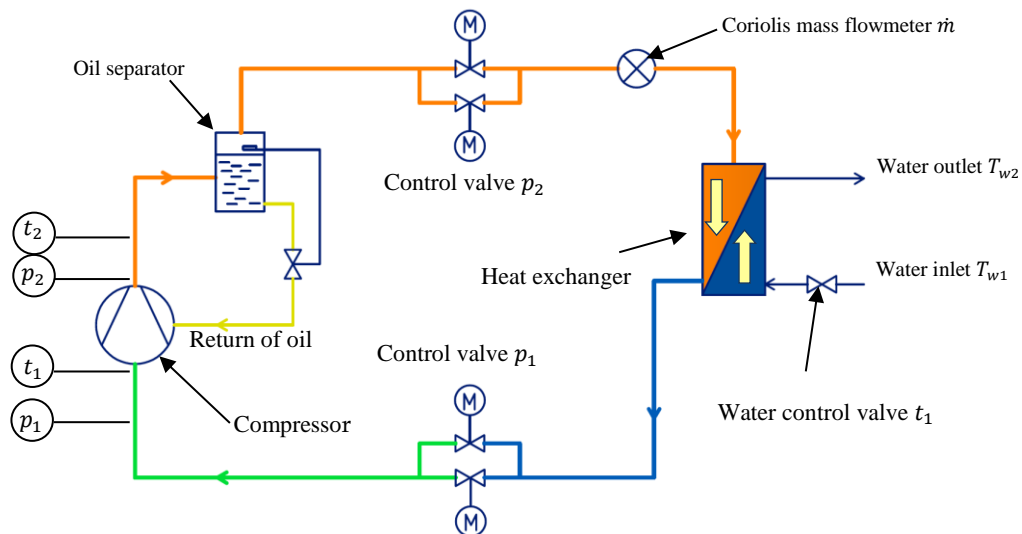 M
Coriolis mass flowmeter ṁ
Oil separator
M
Control valve p₂
Water outlet T_w2
t₂
p₂
Heat exchanger
Water inlet T_w1
Return of oil
Control valve p₁
t₁
M
p₁
Compressor
Water control valve t₁
M